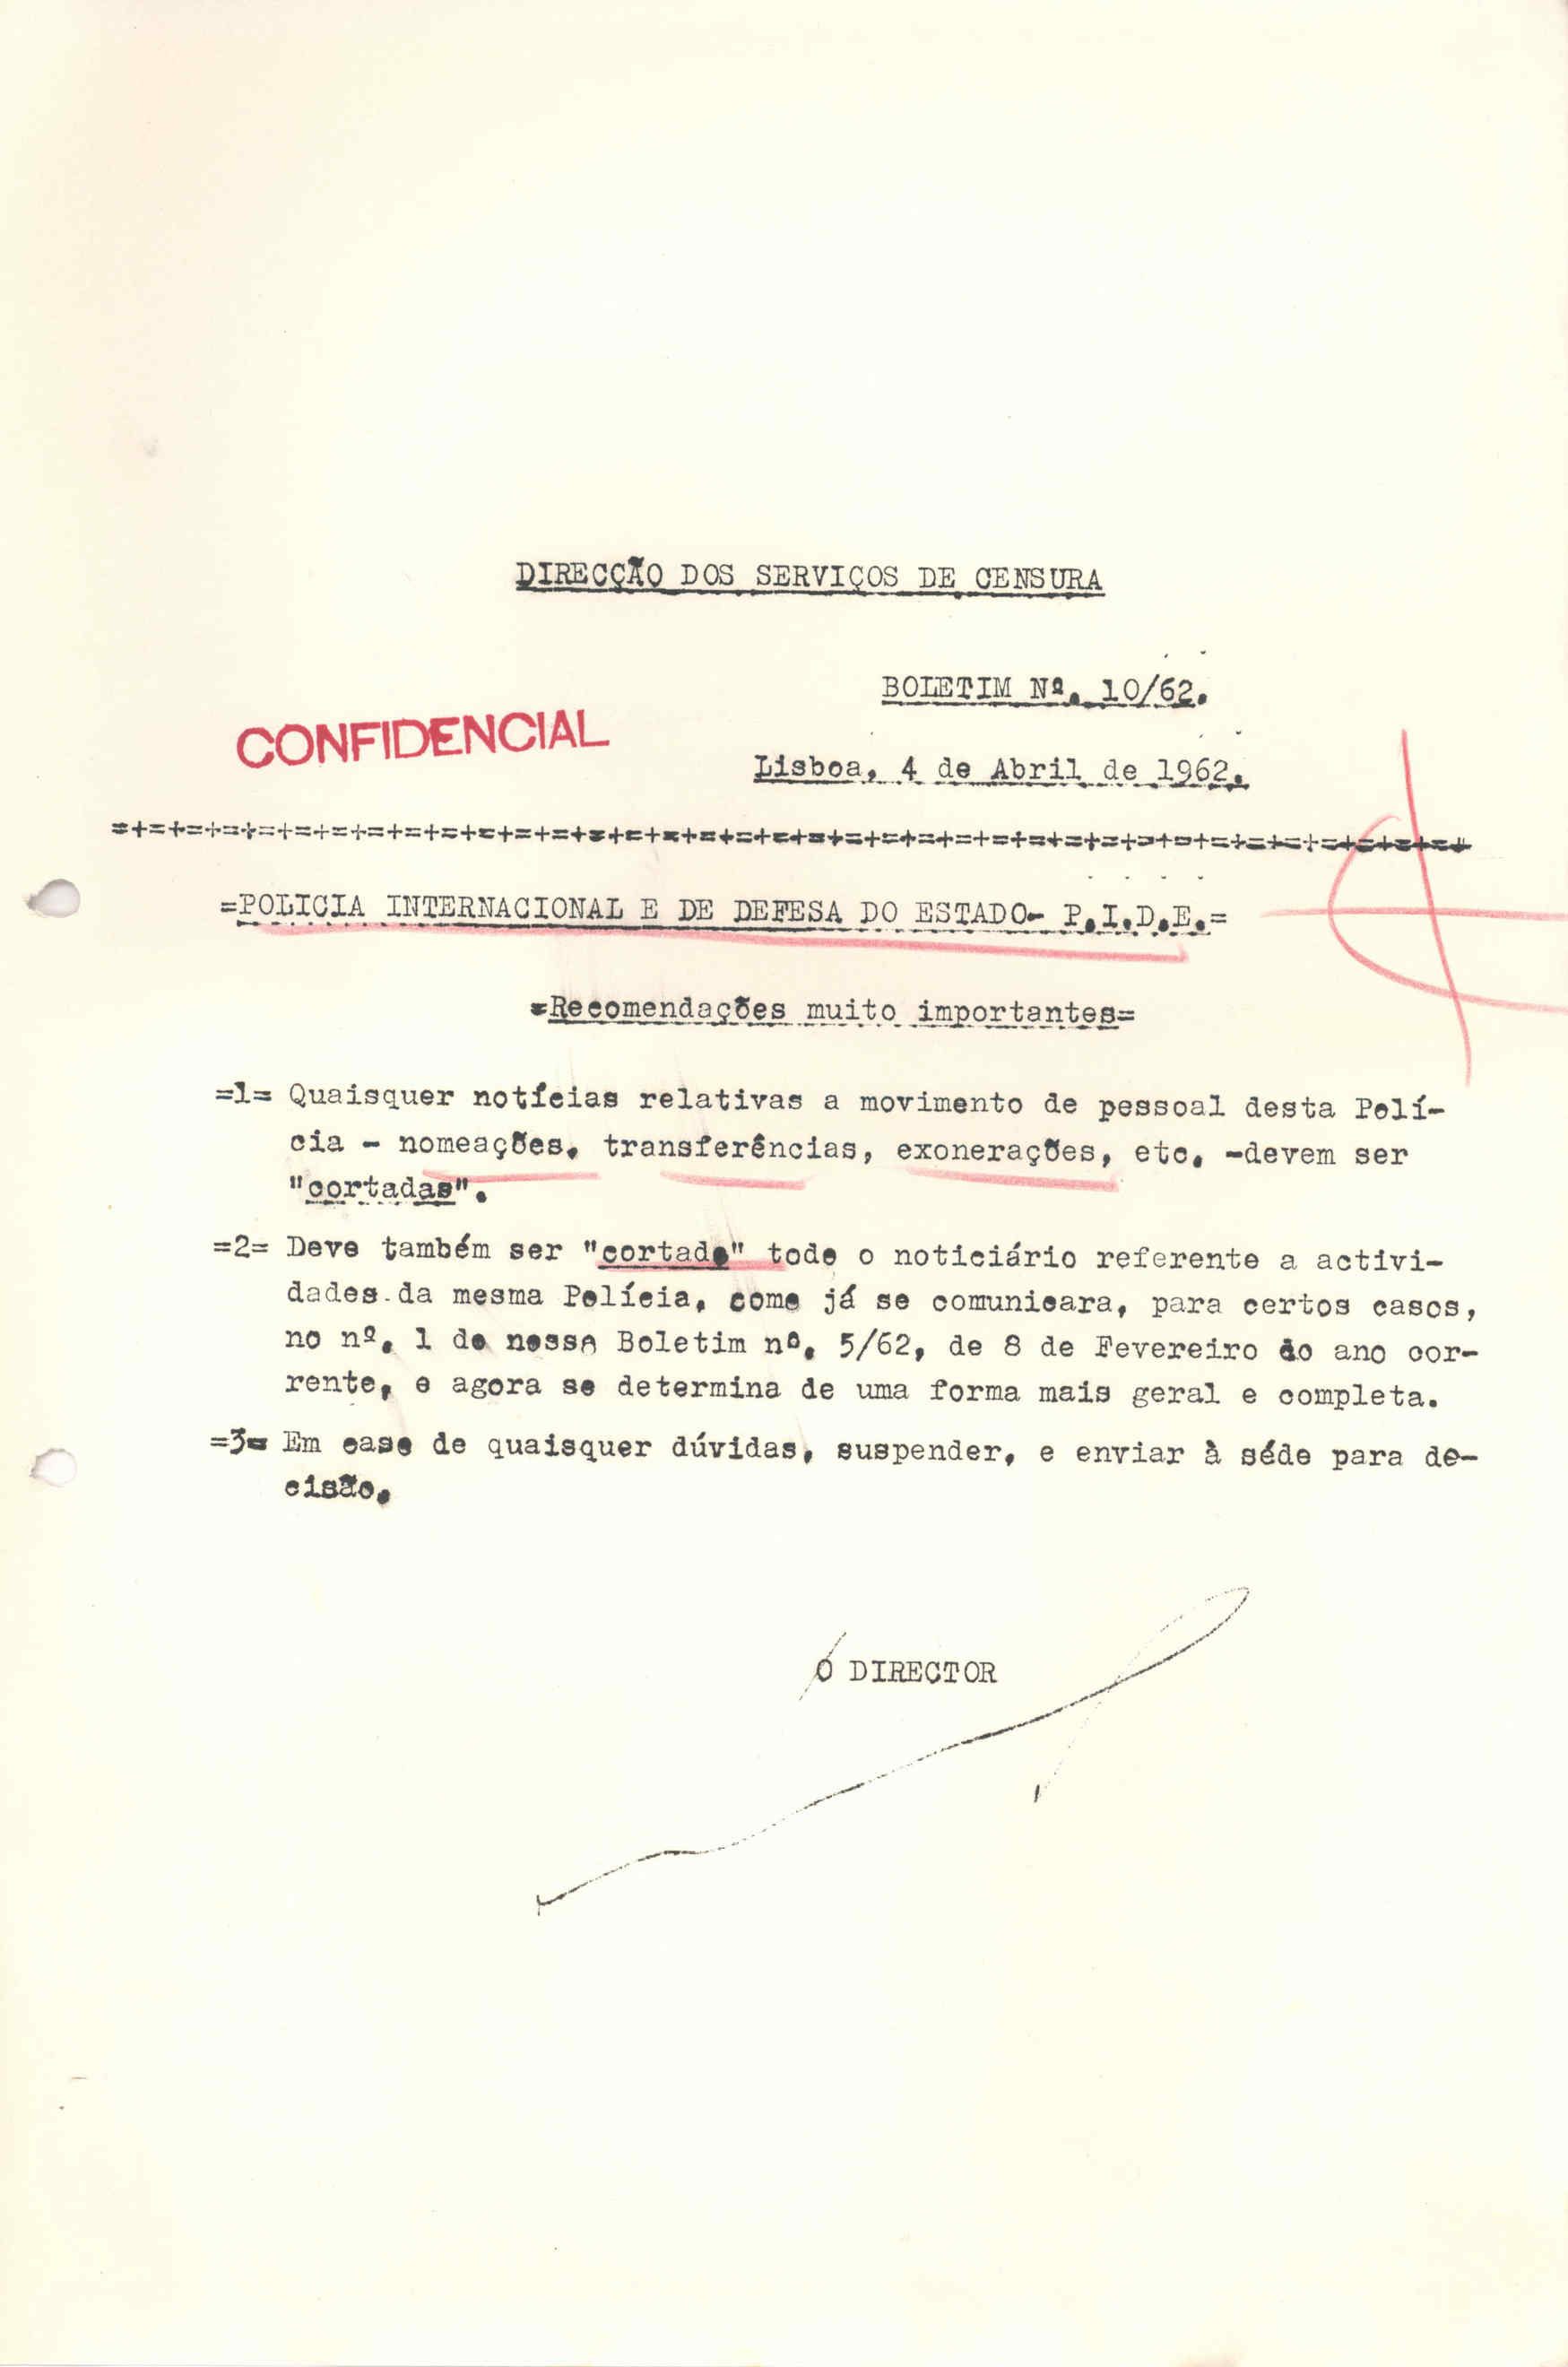 DIRECÇÃO DOS SERVIÇOS DE CENSURA
BOLETIM Nº. 10/62.
CONFIDENCIAL
Lisboa, 4 de Abril de 1962.
=+=+=+=+=+=+=+=+=+=+=+=+=+=+=+=+=+=+=+=+=+=+=+=+=+=+=+=+=+=+=+=+=+=+=+=+=+
=POLICIA INTERNACIONAL E DE DEFESA DO ESTADO- P.I.D.E.=
=Recomendações muito importantes=
=1= Quaisquer notícias relativas a movimento de pessoal desta Polí-
cia - nomeações, transferências, exonerações, etc. -devem ser
"cortadas".
=2= Deve também ser "cortado" todo o noticiário referente a activi-
dades da mesma Polícia, como já se comunicara, para certos casos,
no nº. 1 do nosso Boletim nº. 5/62, de 8 de Fevereiro do ano cor-
rente, e agora se determina de uma forma mais geral e completa.
=3= Em caso de quaisquer dúvidas, suspender, e enviar à séde para de-
cisão.
O DIRECTOR